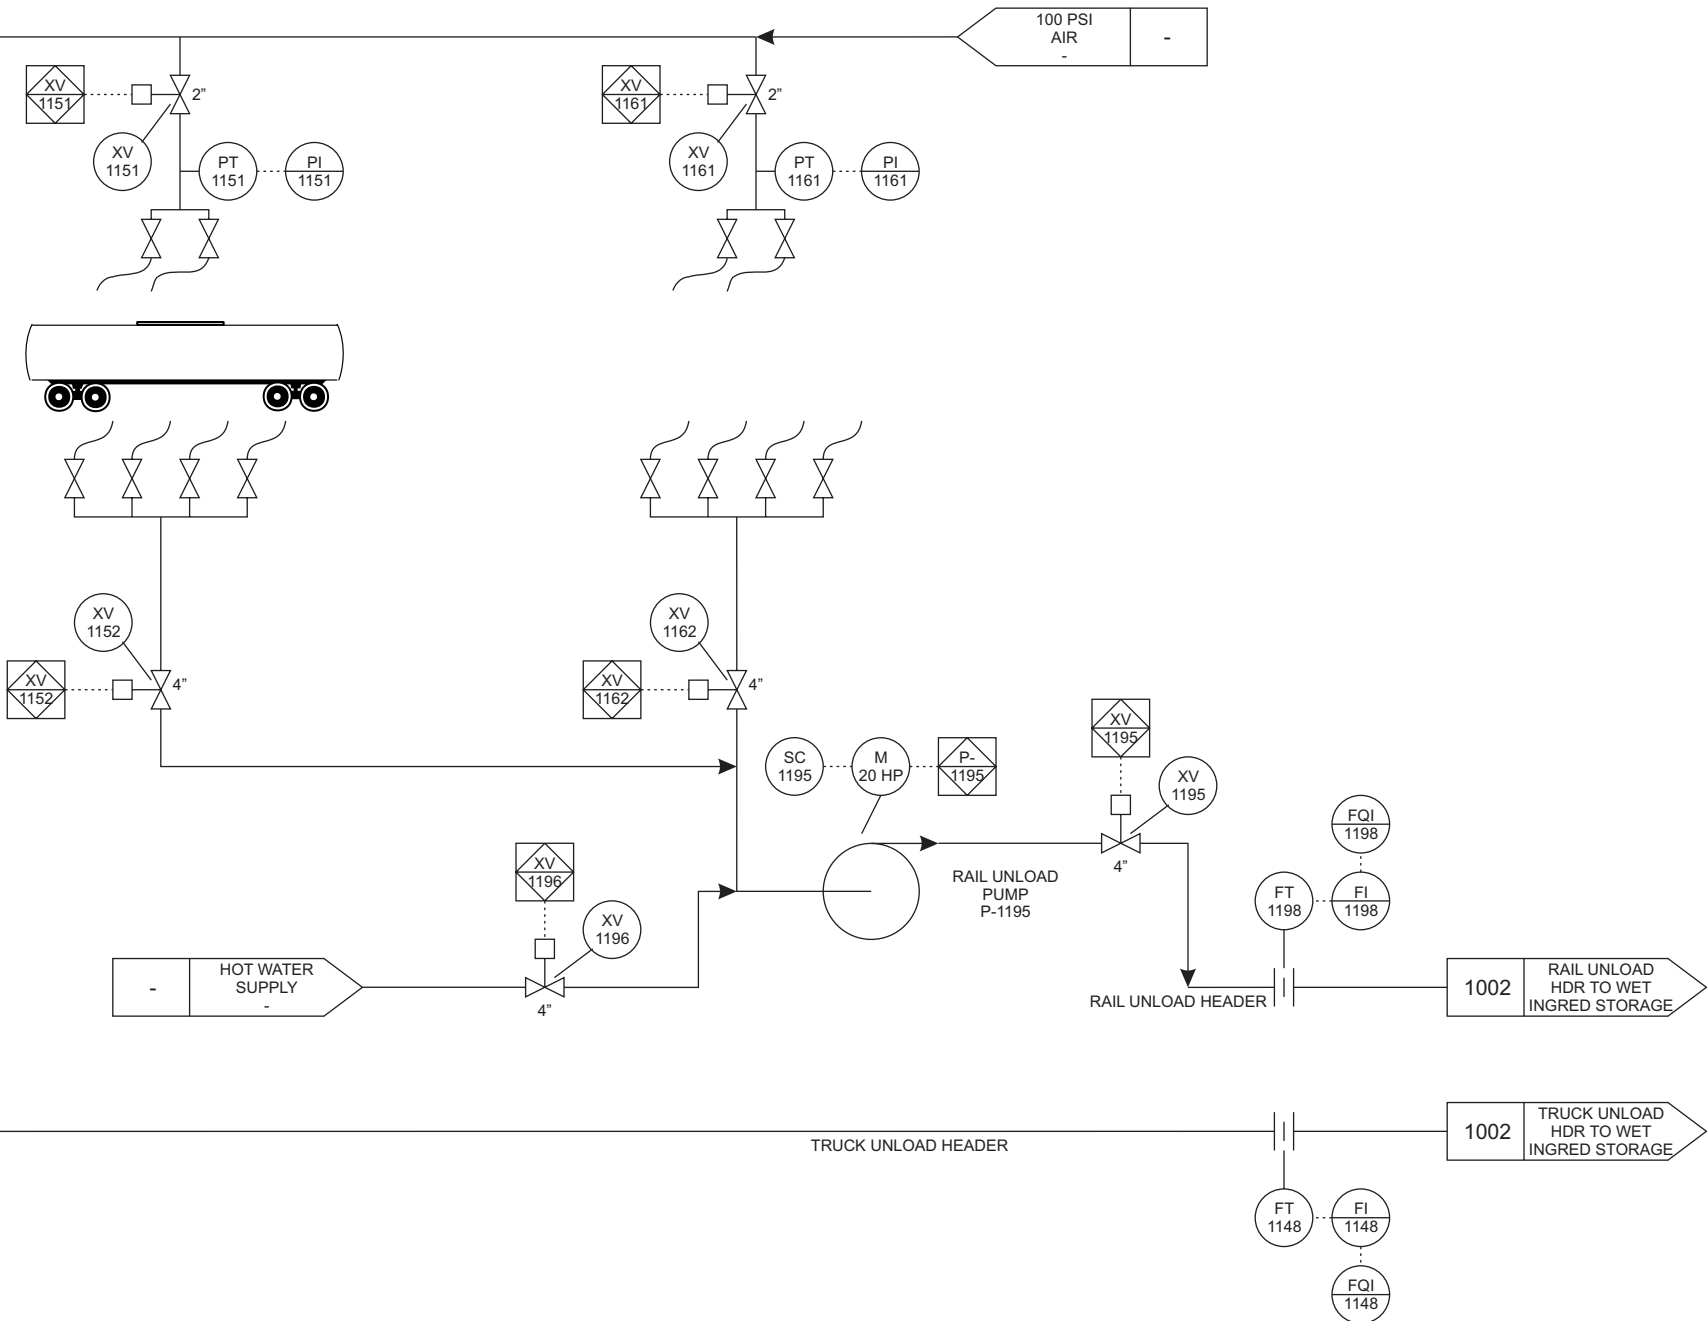 100 PSI
AIR
-
-
XV
1151
2”
XV
1151
PT
1151
PI
1151
XV
1161
2”
XV
1161
PT
1161
PI
1161
XV
1152
XV
1152
4”
XV
1162
XV
1162
4”
SC
1195
M
20 HP
P-
1195
XV
1195
XV
1195
4”
RAIL UNLOAD
PUMP
P-1195
XV
1196
XV
1196
4”
-
HOT WATER
SUPPLY
-
FQI
1198
FT
1198
FI
1198
RAIL UNLOAD HEADER
1002
RAIL UNLOAD
HDR TO WET
INGRED STORAGE
TRUCK UNLOAD HEADER
1002
TRUCK UNLOAD
HDR TO WET
INGRED STORAGE
FT
1148
FI
1148
FQI
1148